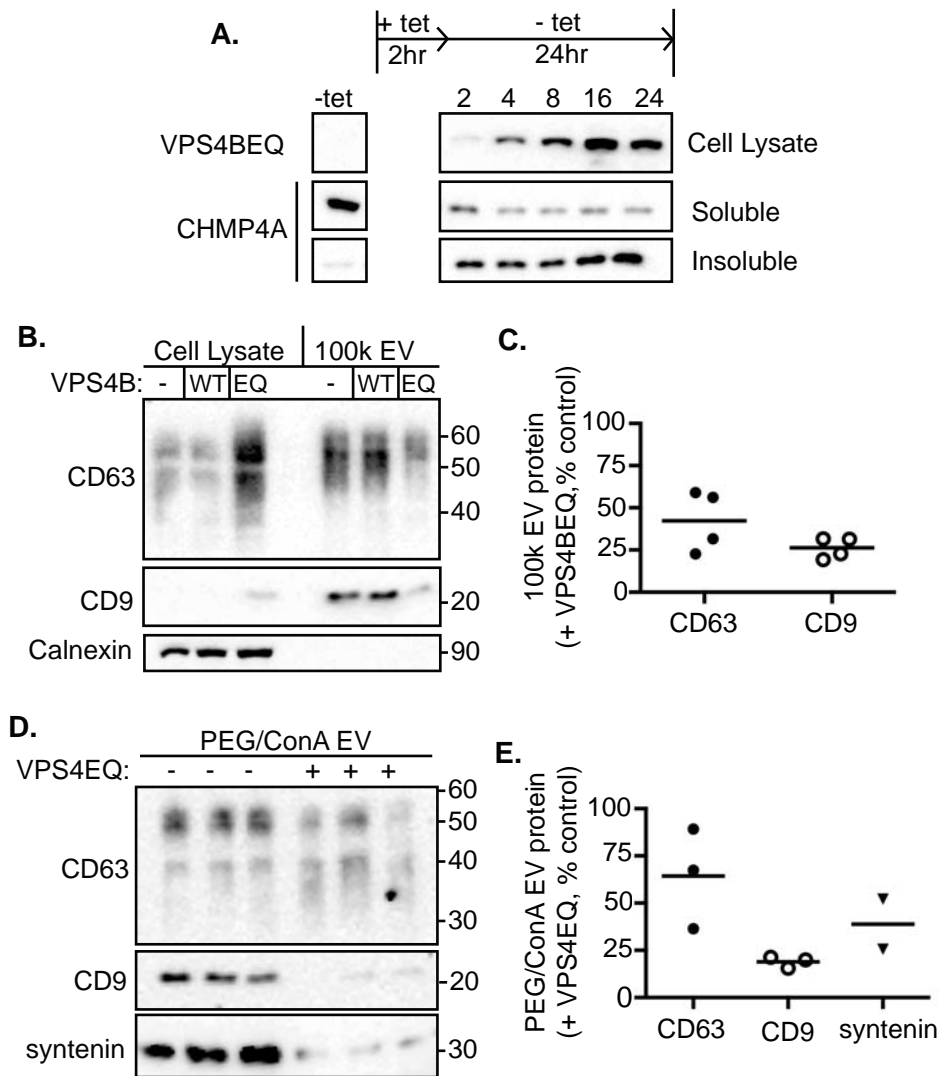 A.
+ tet - tet
2hr 24hr
-tet 2 4 8 16 24
VPS4BEQ Cell Lysate
CHMP4A Soluble
Insoluble
B.
Cell Lysate 100k EV
VPS4B: - WT EQ - WT EQ
CD63 -60
-50
-40
CD9 -20
Calnexin -90
C.
100k EV protein
(+ VPS4BEQ, % control)
100
75
50
25
0
CD63 CD9
D.
PEG/ConA EV
VPS4EQ: - - - + + +
CD63 -60
-50
-40
-30
CD9 -20
syntenin -30
E.
PEG/ConA EV protein
(+ VPS4EQ, % control)
100
75
50
25
0
CD63 CD9 syntenin